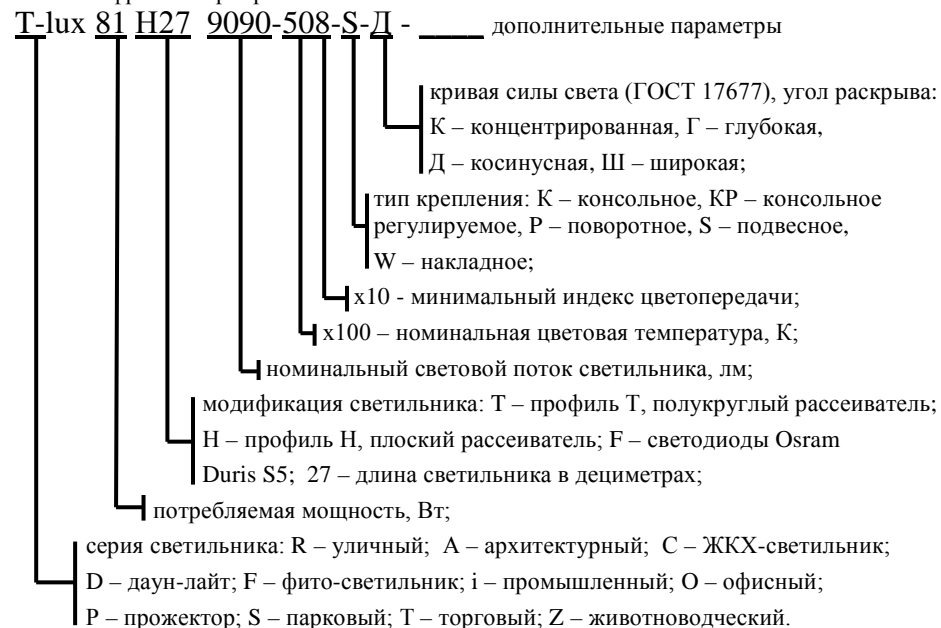 T-lux 81 H27 9090-508-S-Д - ____ дополнительные параметры
кривая силы света (ГОСТ 17677), угол раскрыва:
К – концентрированная, Г – глубокая,
Д – косинусная, Ш – широкая;
тип крепления: К – консольное, КР – консольное
регулируемое, Р – поворотное, S – подвесное,
W – накладное;
х10 - минимальный индекс цветопередачи;
х100 – номинальная цветовая температура, К;
номинальный световой поток светильника, лм;
модификация светильника: Т – профиль Т, полукруглый рассеиватель;
Н – профиль Н, плоский рассеиватель; F – светодиоды Osram
Duris S5; 27 – длина светильника в дециметрах;
потребляемая мощность, Вт;
серия светильника: R – уличный; А – архитектурный; С – ЖКХ-светильник;
D – даун-лайт; F – фито-светильник; i – промышленный; О – офисный;
Р – прожектор; S – парковый; Т – торговый; Z – животноводческий.